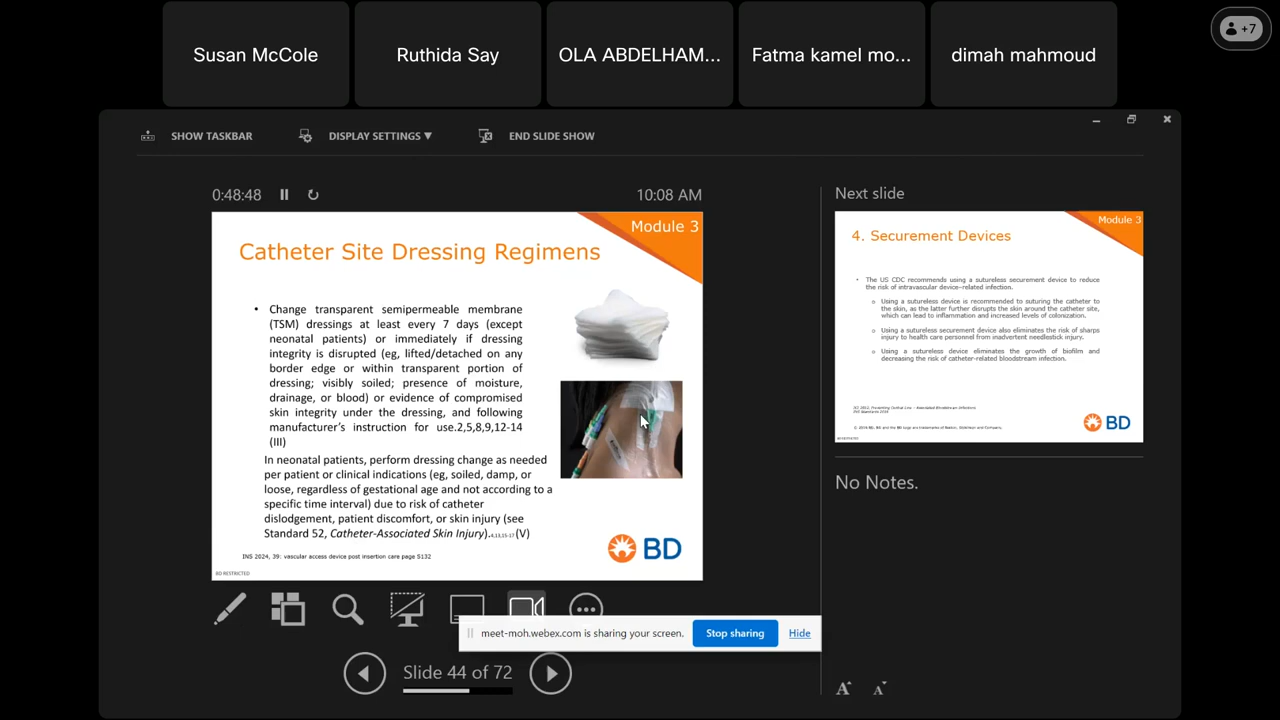 Susan McCole
Ruthida Say
OLA ABDELHAM...
Fatma kamel mo...
dimah mahmoud
+7
SHOW TASKBAR
DISPLAY SETTINGS ▼
END SLIDE SHOW
0:48:48
10:08 AM
Module 3
Catheter Site Dressing Regimens
• Change transparent semipermeable membrane
(TSM) dressings at least every 7 days (except
neonatal patients) or immediately if dressing
integrity is disrupted (eg, lifted/detached on any
border edge or within transparent portion of
dressing; visibly soiled; presence of moisture,
drainage, or blood) or evidence of compromised
skin integrity under the dressing, and following
manufacturer's instruction for use.2,5,8,9,12-14
(III)
In neonatal patients, perform dressing change as needed
per patient or clinical indications (eg, soiled, damp, or
loose, regardless of gestational age and not according to a
specific time interval) due to risk of catheter
dislodgement, patient discomfort, or skin injury (see
Standard 52, Catheter-Associated Skin Injury).4,13,15-17 (V)
INS 2024, 39: vascular access device post insertion care page S132
BD
BD RESTRICTED
Next slide
Module 3
4. Securement Devices
• The US CDC recommends using a sutureless securement device to reduce
the risk of intravascular device-related infection.
o Using a sutureless device is recommended to suturing the catheter to
the skin, as the latter further disrupts the skin around the catheter site,
which can lead to inflammation and increased levels of colonization.
o Using a sutureless securement device also eliminates the risk of sharps
injury to health care personnel from inadvertent needlestick injury.
o Using a sutureless device eliminates the growth of biofilm and
decreasing the risk of catheter-related bloodstream infection.
BD
No Notes.
meet-moh.webex.com is sharing your screen.
Stop sharing
Hide
Slide 44 of 72
A
A